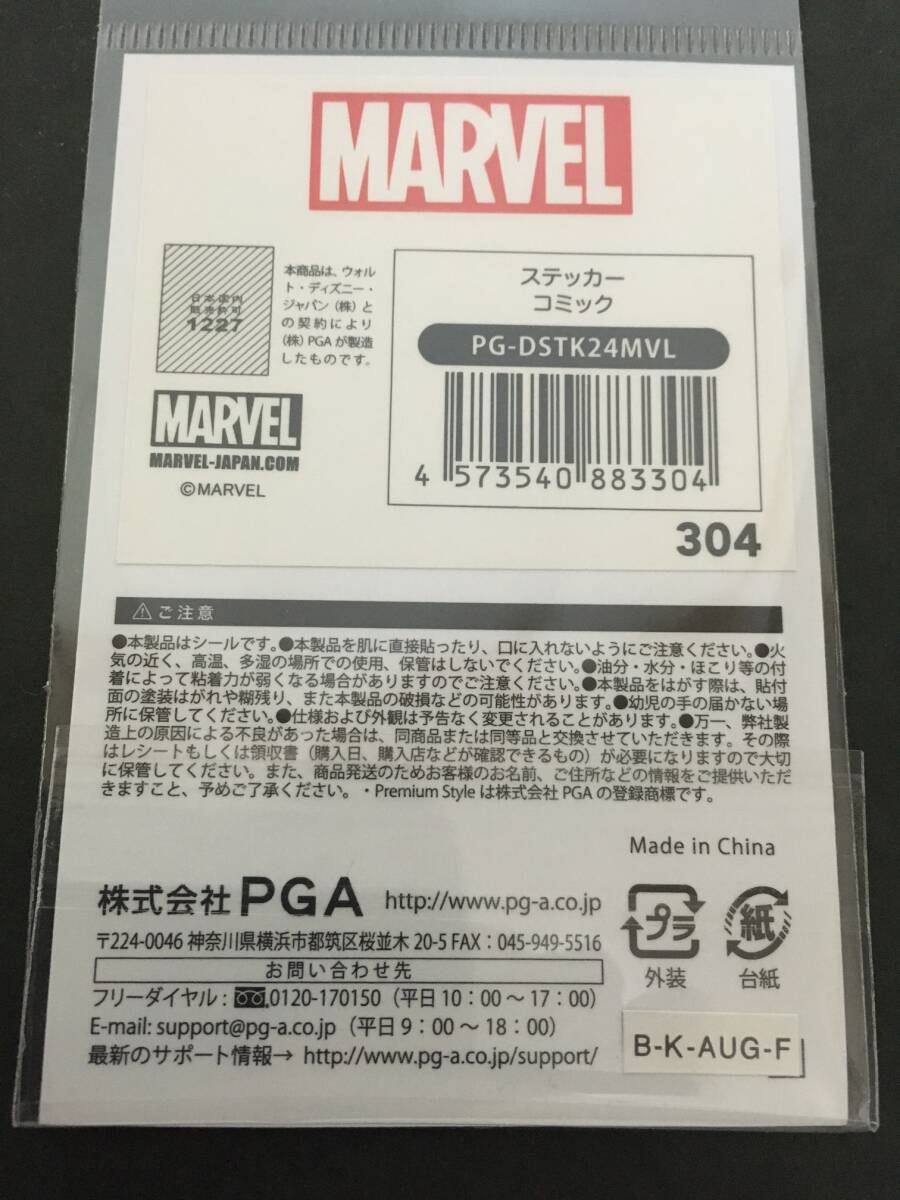 MARVEL
日本国内
販売許可
1227
本商品は、ウォル
ト・ディズニー・
ジャパン（株）と
の契約により
（株）PGAが製造
したものです。
MARVEL
MARVEL-JAPAN.COM
©MARVEL
ステッカー
コミック
PG-DSTK24MVL
4 573540 883304
304
⚠ご注意
●本製品はシールです。●本製品を肌に直接貼ったり、口に入れないようにご注意ください。●火
気の近く、高温、多湿の場所での使用、保管はしないでください。●油分・水分・ほこり等の付
着によって粘着力が弱くなる場合がありますのでご注意ください。●本製品をはがす際は、貼付
面の塗装はがれや糊残り、また本製品の破損などの可能性があります。●幼児の手の届かない場
所に保管してください。●仕様および外観は予告なく変更されることがあります。●万一、弊社製
造上の原因による不良があった場合は、同商品または同等品と交換させていただきます。その際
はレシートもしくは領収書（購入日、購入店などが確認できるもの）が必要になりますので大切
に保管してください。また、商品発送のためお客様のお名前、ご住所などの情報をご提供いただ
きますこと、予めご了承ください。・Premium Style は株式会社 PGA の登録商標です。
Made in China
株式会社PGA http://www.pg-a.co.jp
〒224-0046 神奈川県横浜市都筑区桜並木 20-5 FAX：045-949-5516
お問い合わせ先
フリーダイヤル：0120-170150（平日 10：00 〜 17：00）
E-mail: support@pg-a.co.jp（平日 9：00 〜 18：00）
最新のサポート情報→ http://www.pg-a.co.jp/support/
プラ
外装
紙
台紙
B-K-AUG-F